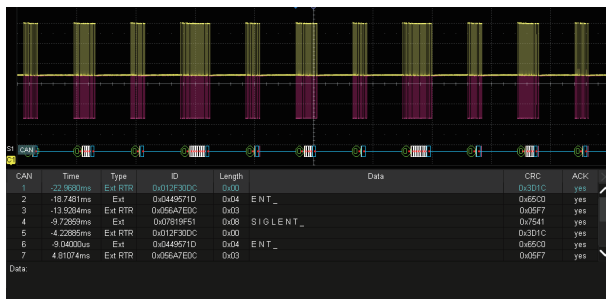 S1 CAN
C1
CAN Time Type ID Length Data CRC ACK
1 -22.9680ms Ext RTR 0x012F30DC 0x00 0x3D1C yes
2 -18.7481ms Ext 0x0449571D 0x04 E N T _ 0x65C0 yes
3 -13.9284ms Ext RTR 0x056A7E0C 0x03 0x05F7 yes
4 -9.72859ms Ext 0x07819F51 0x08 S I G L E N T _ 0x7541 yes
5 -4.22885ms Ext RTR 0x012F30DC 0x00 0x3D1C yes
6 -9.04000us Ext 0x0449571D 0x04 E N T _ 0x65C0 yes
7 4.81074ms Ext RTR 0x056A7E0C 0x03 0x05F7 yes
Data: